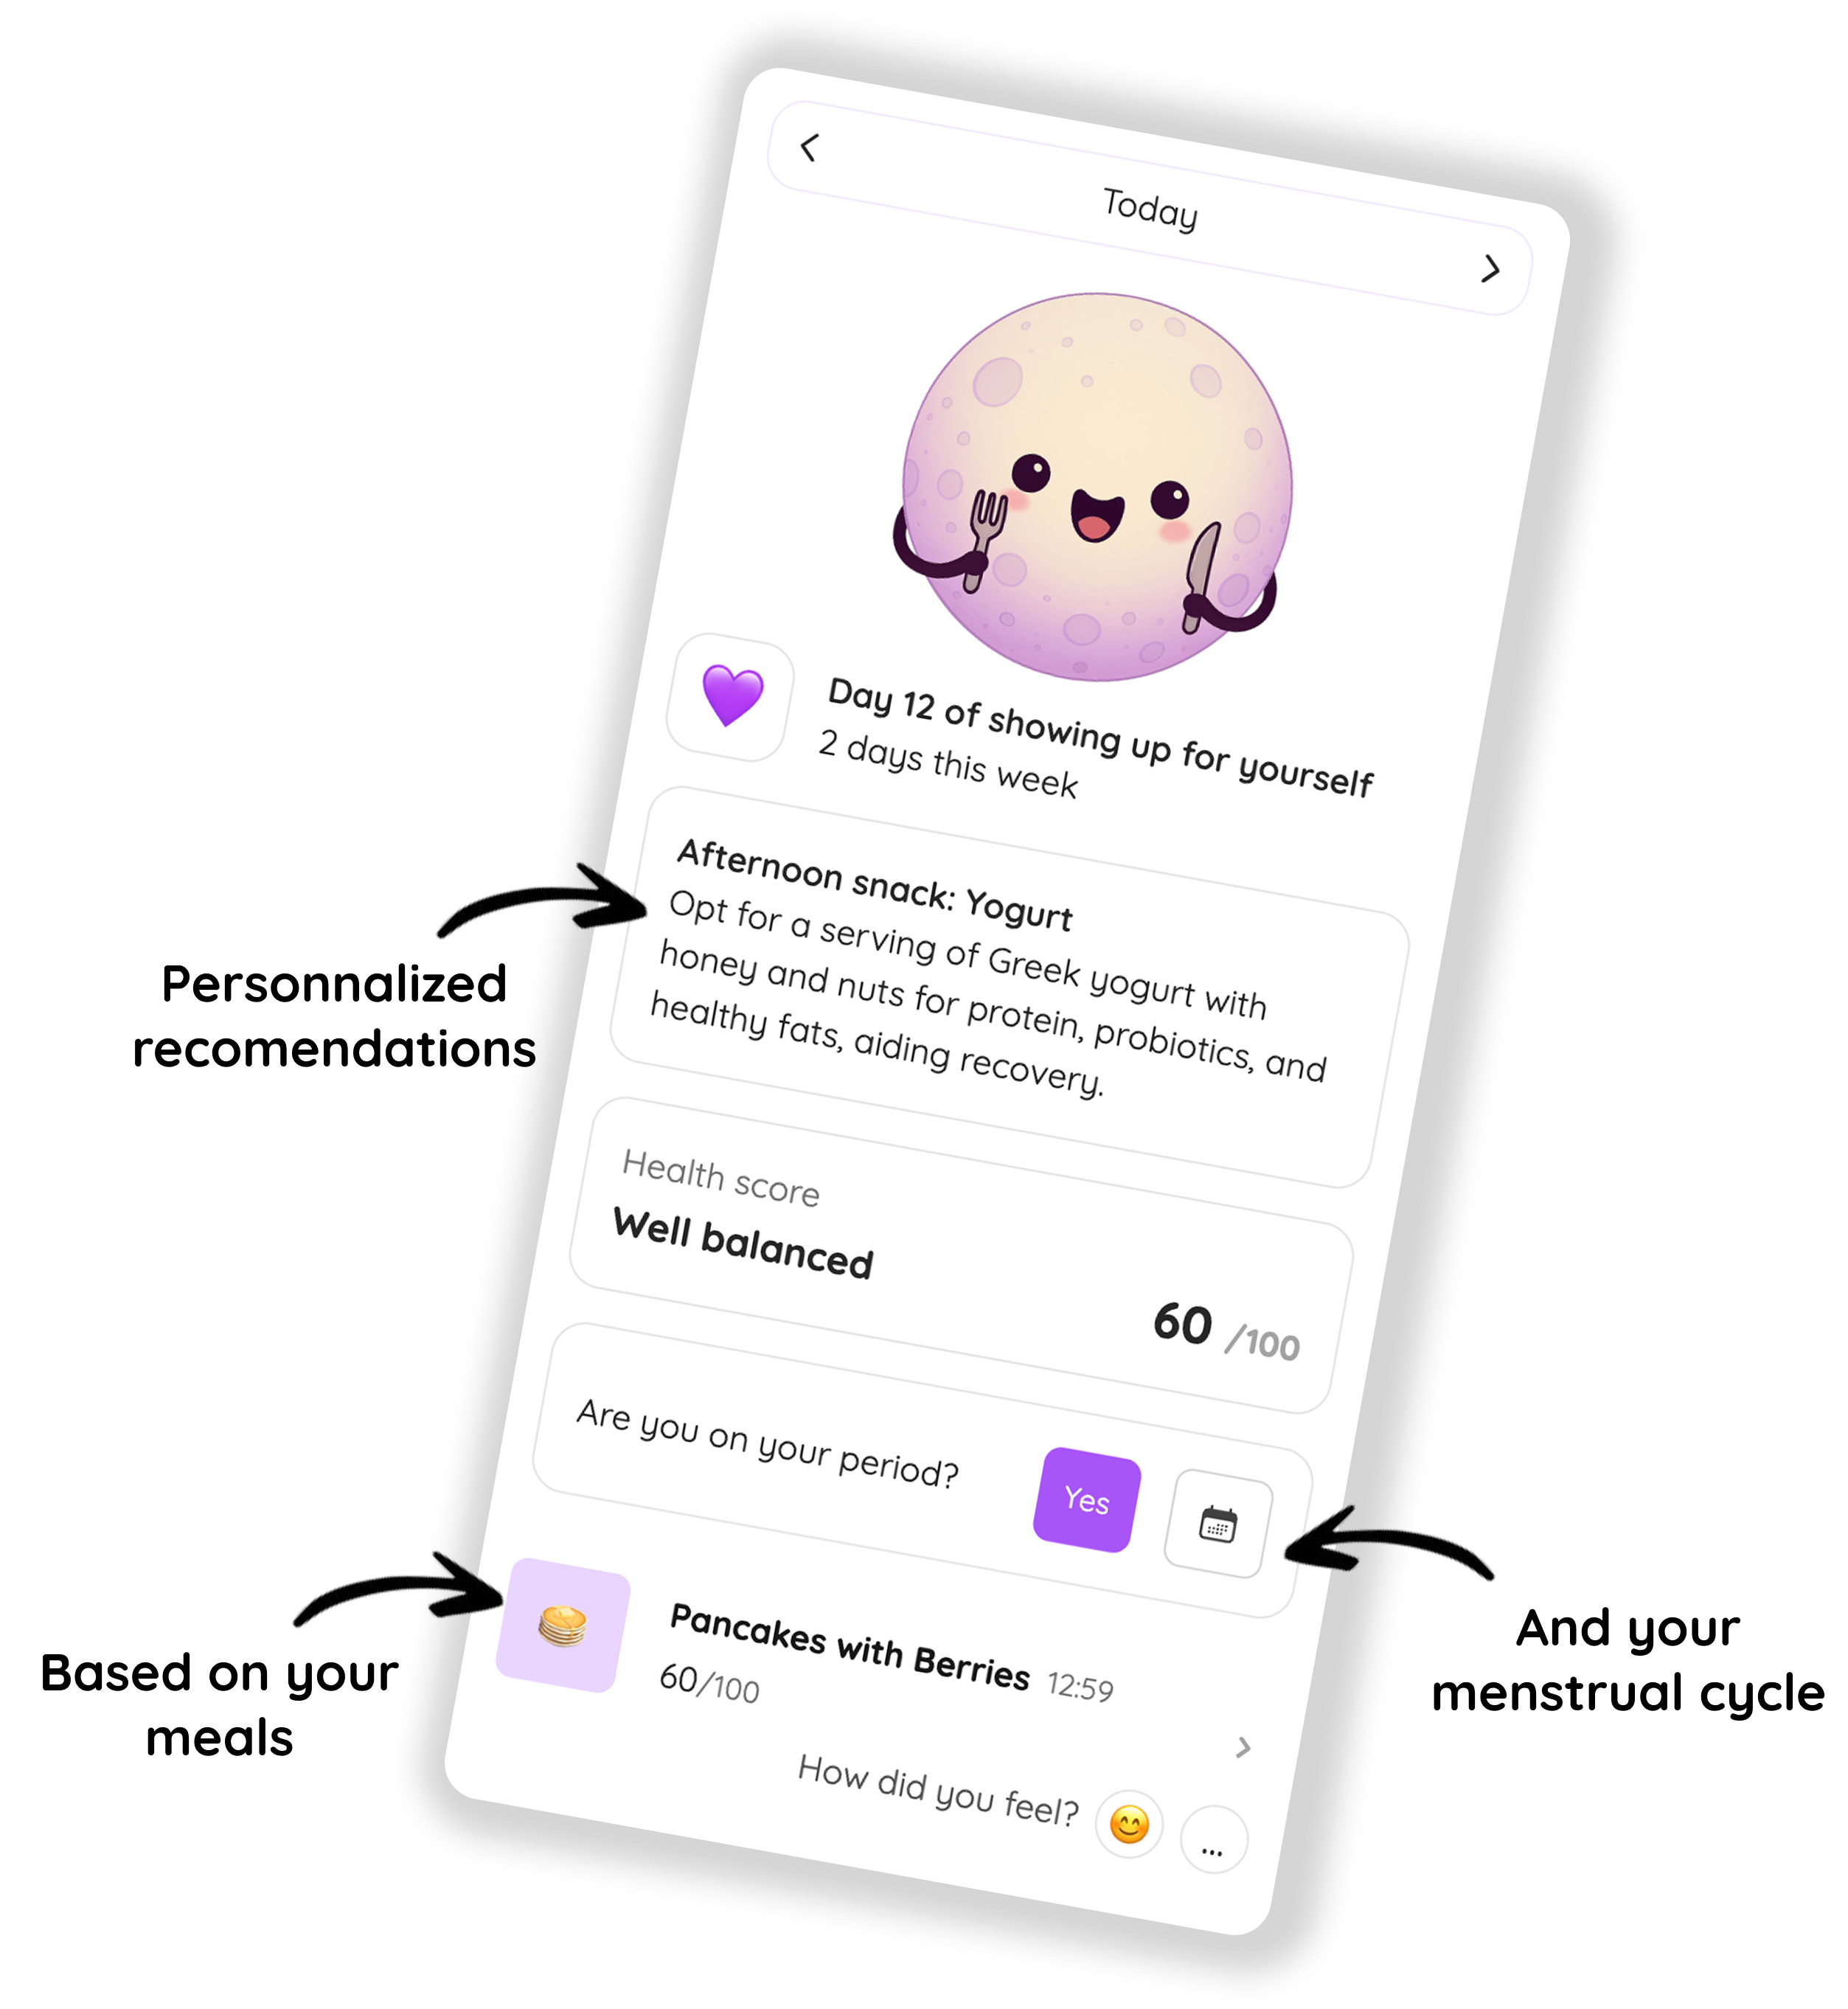 Today
Day 12 of showing up for yourself
2 days this week
Afternoon snack: Yogurt
Opt for a serving of Greek yogurt with
honey and nuts for protein, probiotics, and
healthy fats, aiding recovery.
Personnalized
recomendations
Health score
Well balanced
60 /100
Are you on your period?
Yes
And your
menstrual cycle
Based on your
meals
Pancakes with Berries 12:59
60/100
How did you feel?
...